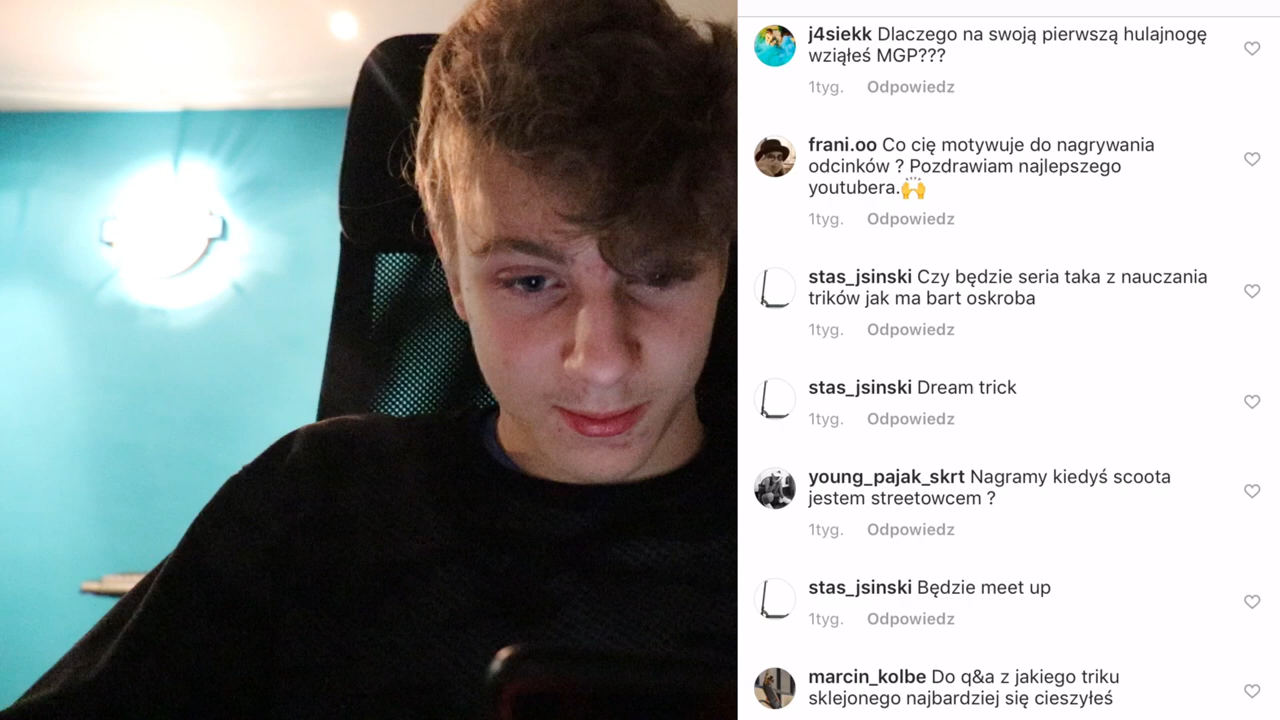 j4siekk Dlaczego na swoją pierwszą hulajnogę
wziąłeś MGP???
1tyg. Odpowiedz
frani.oo Co cię motywuje do nagrywania
odcinków ? Pozdrawiam najlepszego
youtubera.🙌
1tyg. Odpowiedz
stas_jsinski Czy będzie seria taka z nauczania
trików jak ma bart oskroba
1tyg. Odpowiedz
stas_jsinski Dream trick
1tyg. Odpowiedz
young_pajak_skrt Nagramy kiedyś scoota
jestem streetowcem ?
1tyg. Odpowiedz
stas_jsinski Będzie meet up
1tyg. Odpowiedz
marcin_kolbe Do q&a z jakiego triku
sklejonego najbardziej się cieszyłeś